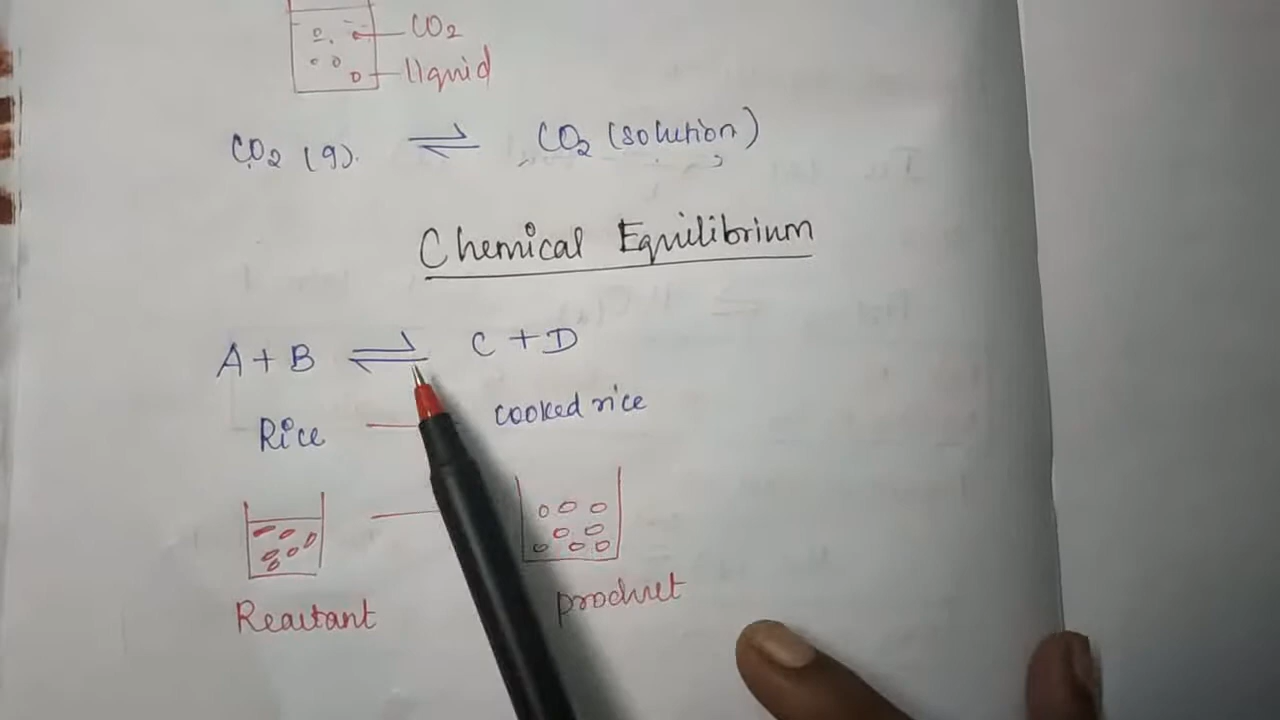 CO2
liquid
CO2 (g). ⇌ CO2 (solution)
Chemical Equilibrium
A + B ⇌ C + D
Rice cooked rice
Reactant product